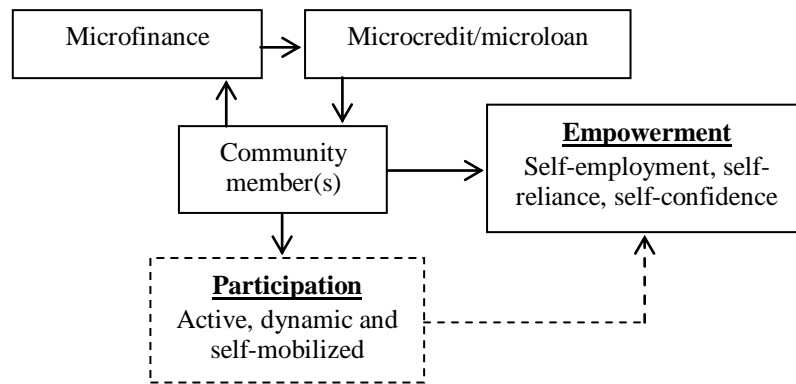 Microfinance
Microcredit/microloan
Community
member(s)
Empowerment
Self-employment, self-
reliance, self-confidence
Participation
Active, dynamic and
self-mobilized